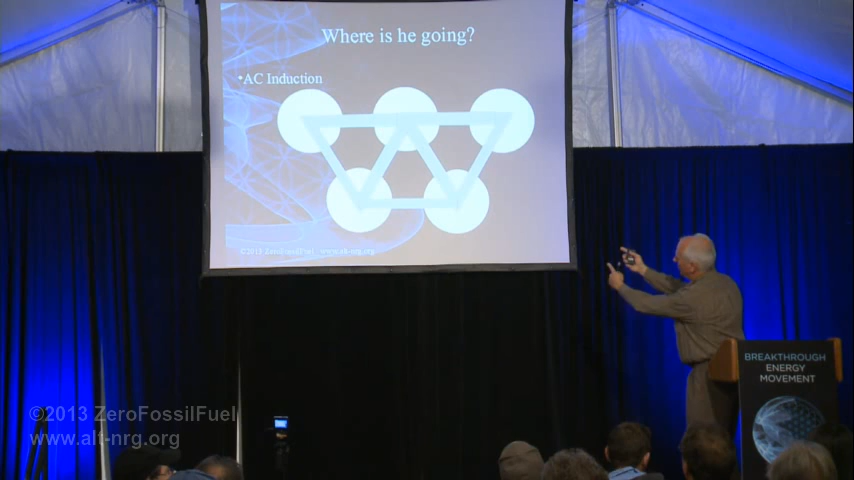 Where is he going?
•AC Induction
©2013 ZeroFossilFuel www.alt-nrg.org
BREAKTHROUGH
ENERGY
MOVEMENT
©2013 ZeroFossilFuel
www.alt-nrg.org